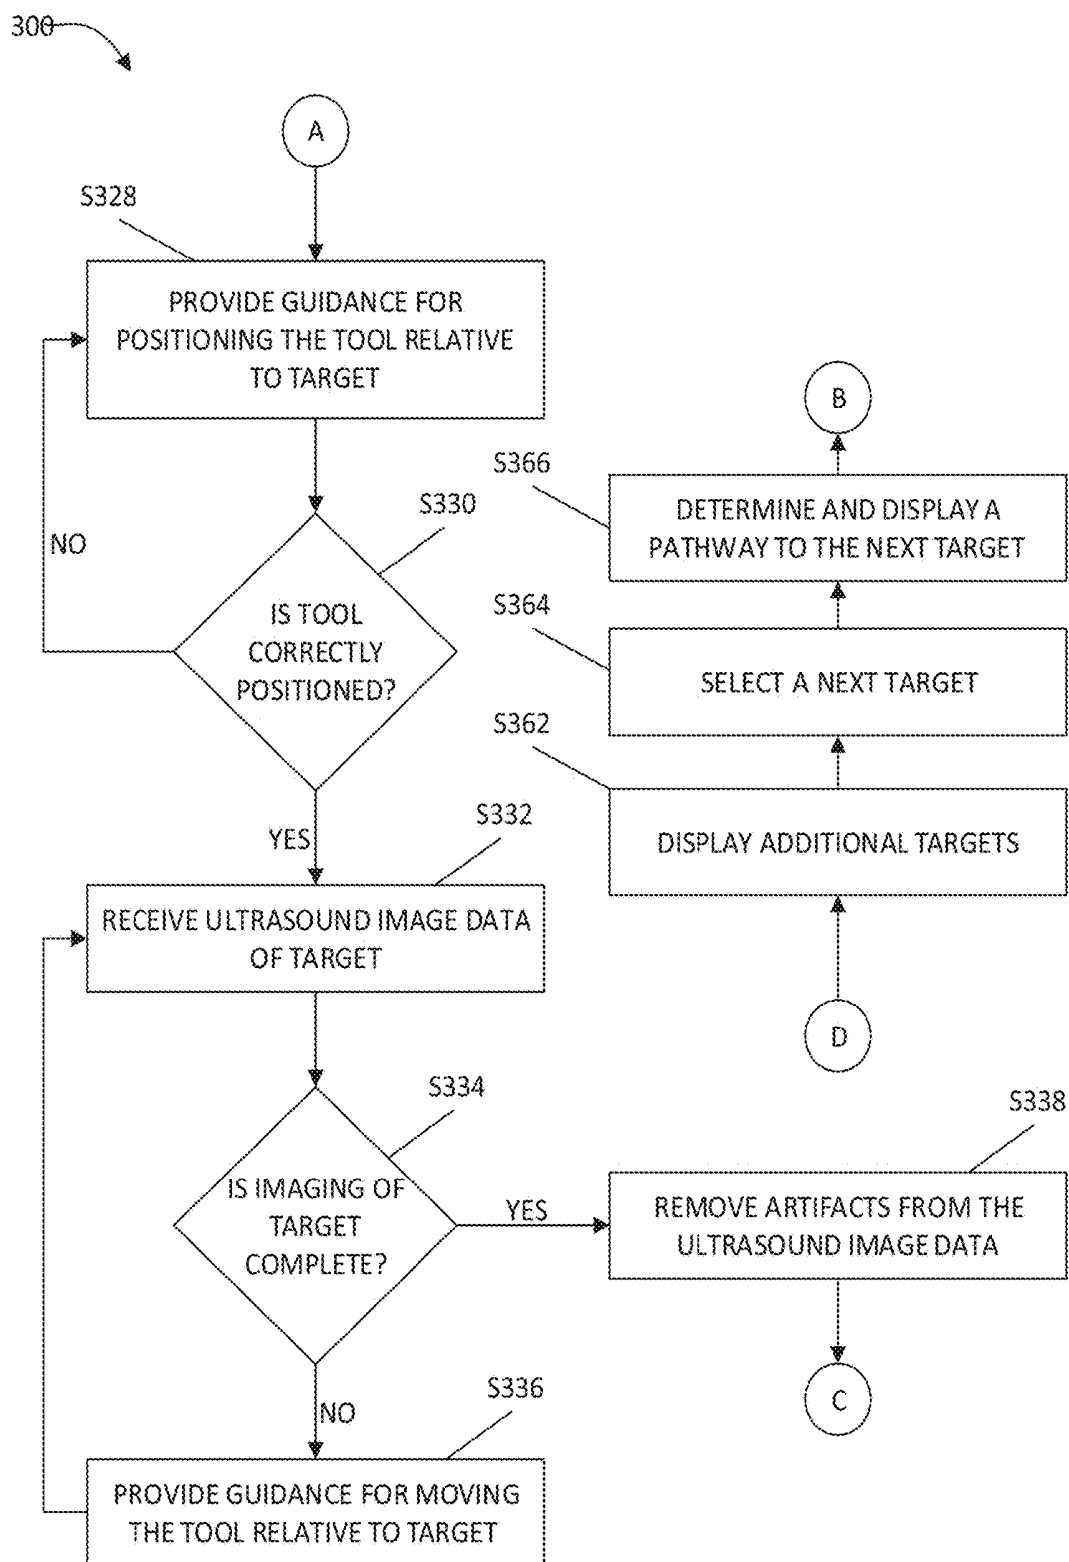 300
A
S328
PROVIDE GUIDANCE FOR
POSITIONING THE TOOL RELATIVE
TO TARGET
NO
S330
IS TOOL
CORRECTLY
POSITIONED?
YES
S332
RECEIVE ULTRASOUND IMAGE DATA
OF TARGET
S334
IS IMAGING OF
TARGET
COMPLETE?
YES
NO
S336
PROVIDE GUIDANCE FOR MOVING
THE TOOL RELATIVE TO TARGET
B
S366
DETERMINE AND DISPLAY A
PATHWAY TO THE NEXT TARGET
S364
SELECT A NEXT TARGET
S362
DISPLAY ADDITIONAL TARGETS
D
S338
REMOVE ARTIFACTS FROM THE
ULTRASOUND IMAGE DATA
C